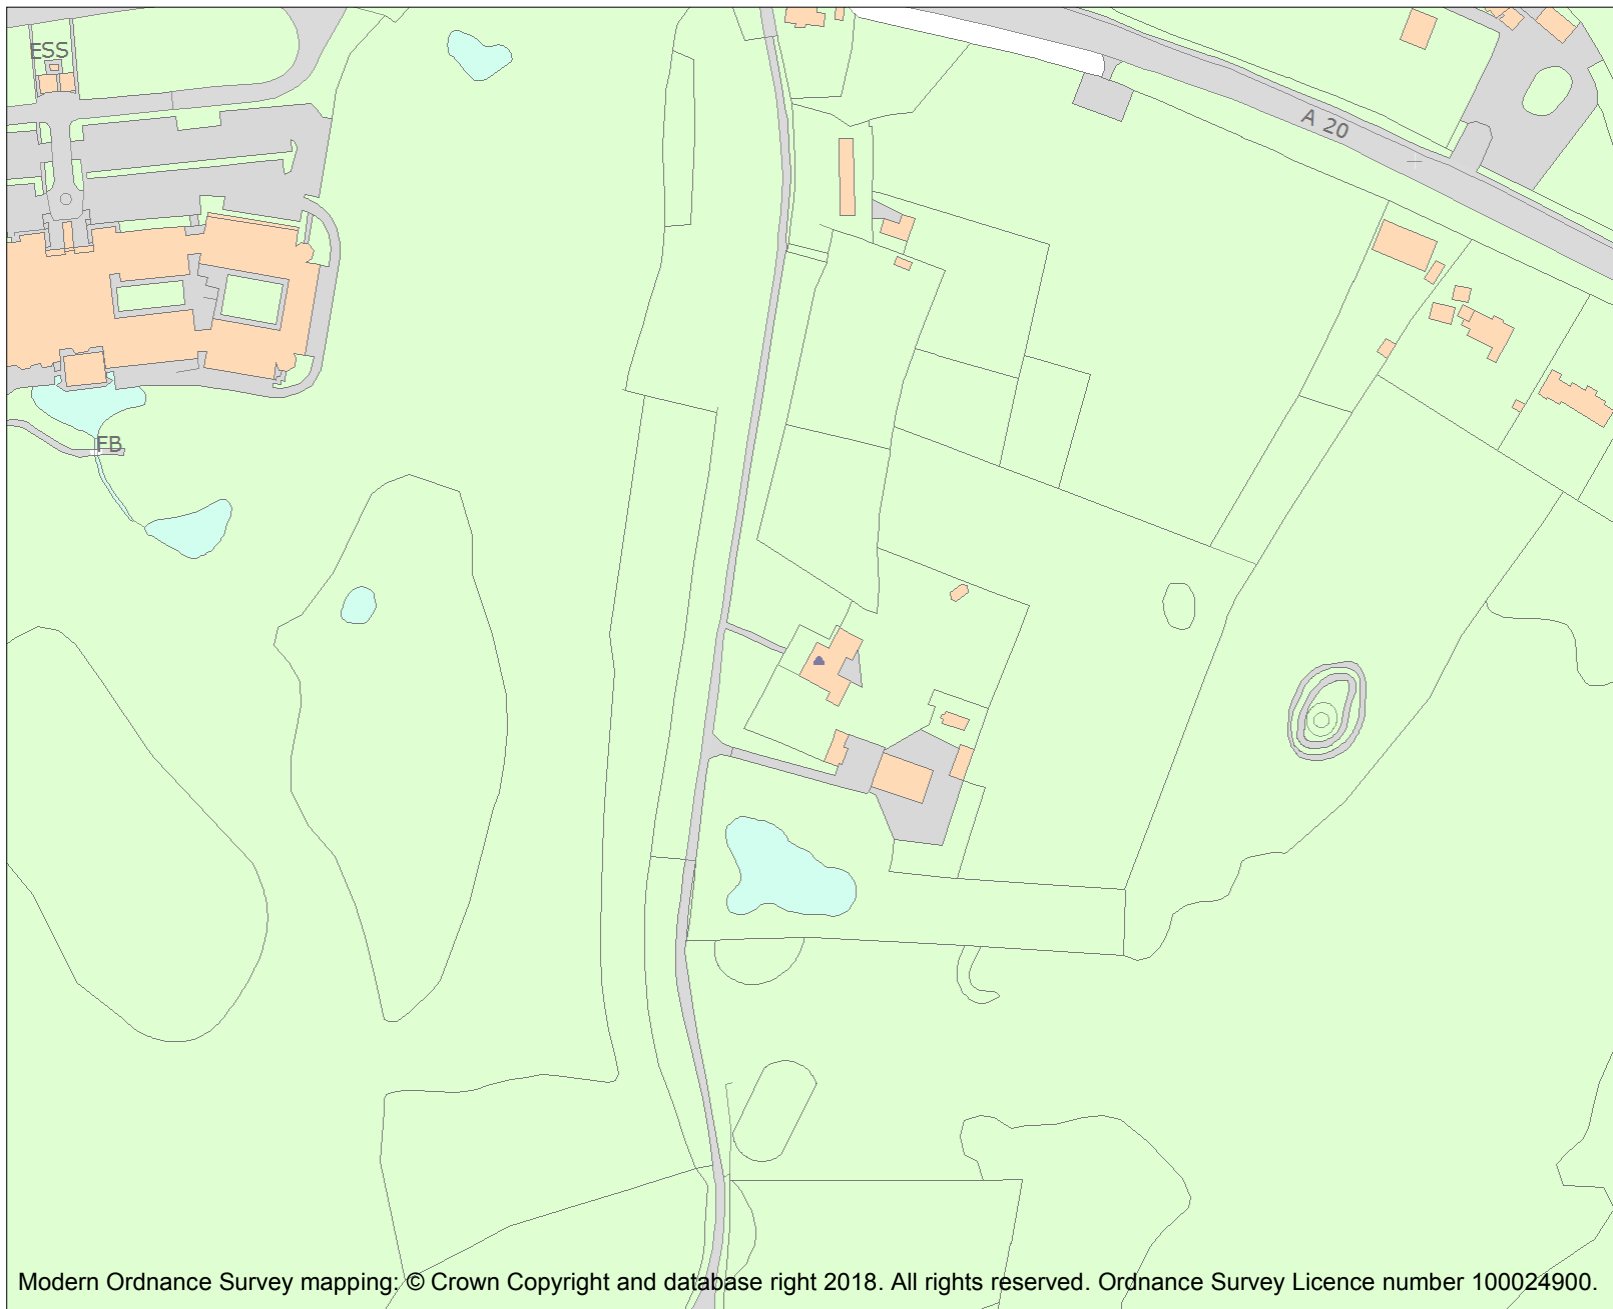 ESS
A 20
FB
Modern Ordnance Survey mapping: © Crown Copyright and database right 2018. All rights reserved. Ordnance Survey Licence number 100024900.